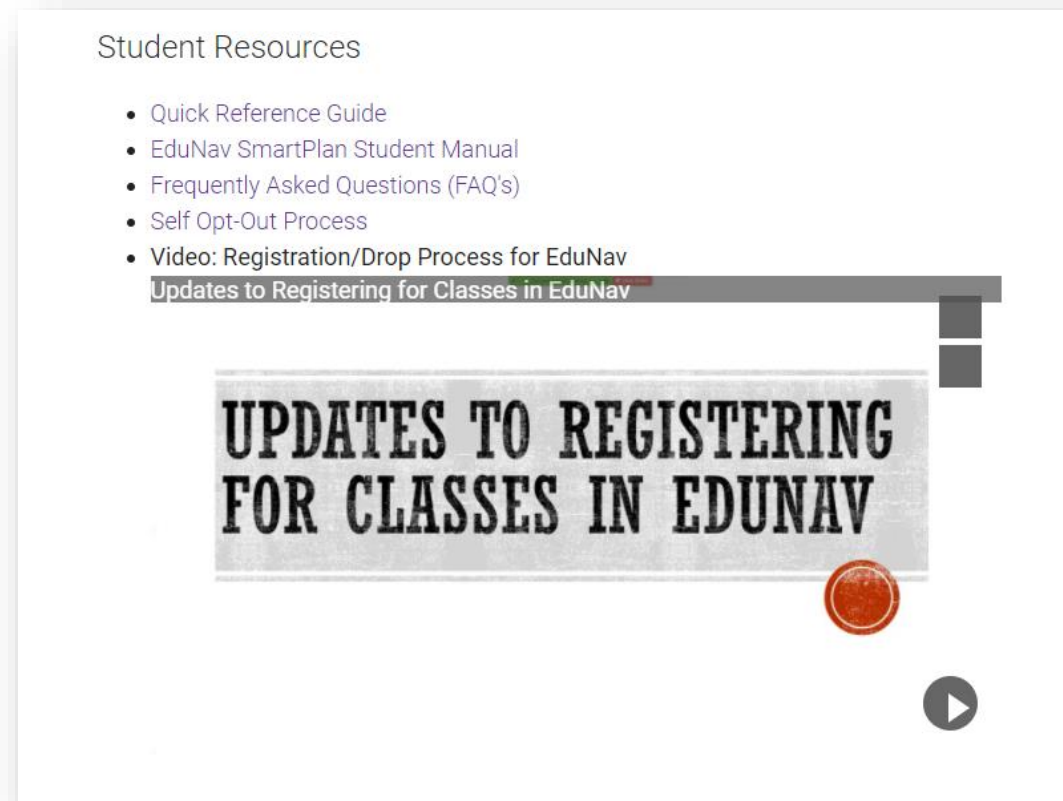 Student Resources
Quick Reference Guide
EduNav SmartPlan Student Manual
Frequently Asked Questions (FAQ's)
Self Opt-Out Process
Video: Registration/Drop Process for EduNav
Updates to Registering for Classes in EduNav
UPDATES TO REGISTERING
FOR CLASSES IN EDUNAV